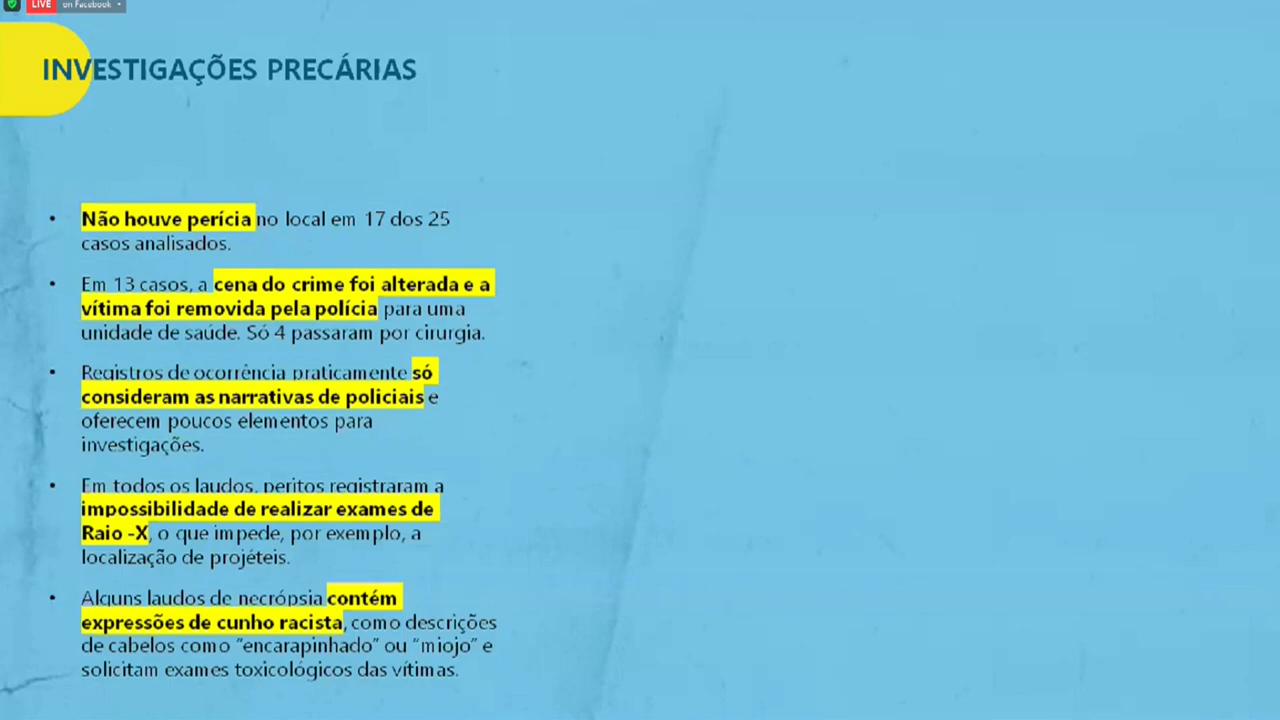 LIVE on Facebook
INVESTIGAÇÕES PRECÁRIAS
• Não houve perícia no local em 17 dos 25
casos analisados.
• Em 13 casos, a cena do crime foi alterada e a
vítima foi removida pela polícia para uma
unidade de saúde. Só 4 passaram por cirurgia.
• Registros de ocorrência praticamente só
consideram as narrativas de policiais e
oferecem poucos elementos para
investigações.
• Em todos os laudos, peritos registraram a
impossibilidade de realizar exames de
Raio -X, o que impede, por exemplo, a
localização de projéteis.
• Alguns laudos de necrópsia contém
expressões de cunho racista, como descrições
de cabelos como "encarapinhado" ou "miojo" e
solicitam exames toxicológicos das vítimas.